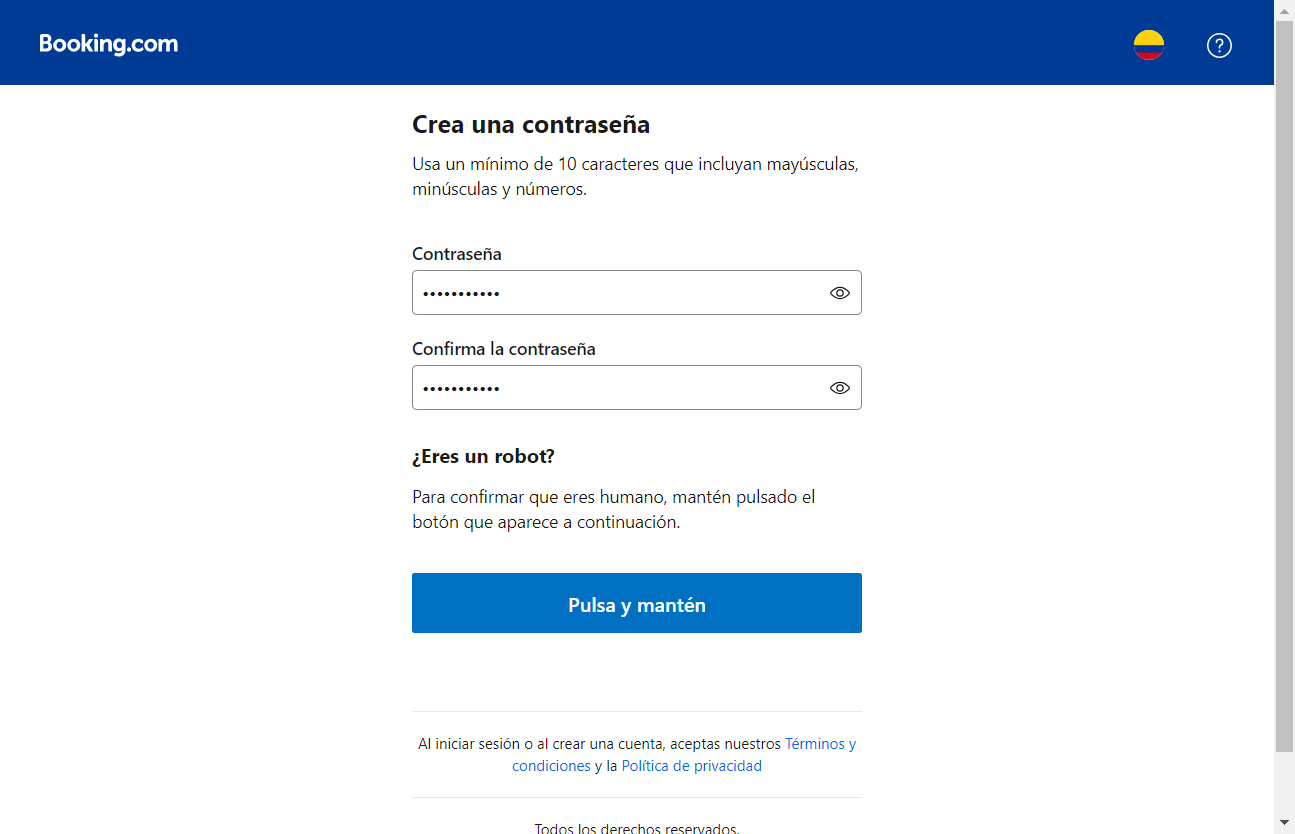 Booking.com
Crea una contraseña
Usa un mínimo de 10 caracteres que incluyan mayúsculas,
minúsculas y números.
Contraseña
•••••••••••
Confirma la contraseña
•••••••••••
¿Eres un robot?
Para confirmar que eres humano, mantén pulsado el
botón que aparece a continuación.
Pulsa y mantén
Al iniciar sesión o al crear una cuenta, aceptas nuestros Términos y
condiciones y la Política de privacidad
Todos los derechos reservados.